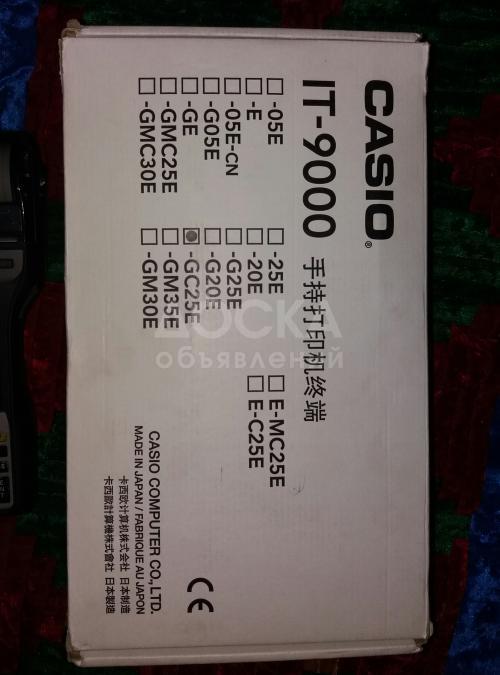 CASIO®
IT-9000 手持打印机终端
☐-05E ☐-25E ☐E-MC25E
☐-E ☐-20E ☐E-C25E
☐-05E-CN ☐-G25E
☐-G05E ☐-G20E
☐-GE ☒-GC25E
☐-GMC25E ☐-GM35E
☐-GMC30E ☐-GM30E
CASIO COMPUTER CO., LTD.
MADE IN JAPAN / FABRIQUE AU JAPON
卡西欧计算机株式会社 日本制造
卡西歐計算機株式會社 日本製造
CE
DОСКА
объявлений